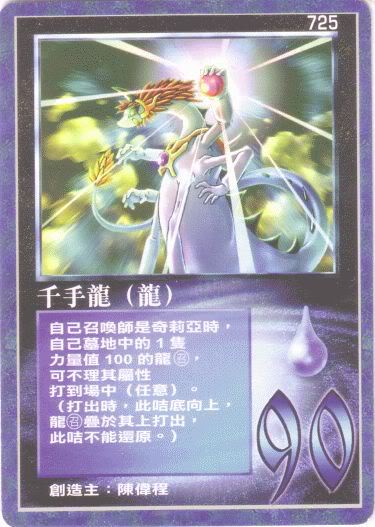 725
千手龍（龍）
自己召喚師是奇莉亞時，
自己墓地中的1隻
力量值100的龍㊁，
可不理其屬性
打到場中（任意）。
（打出時，此咭底向上，
龍㊁疊於其上打出，
此咭不能還原。）
90
創造主：陳偉程